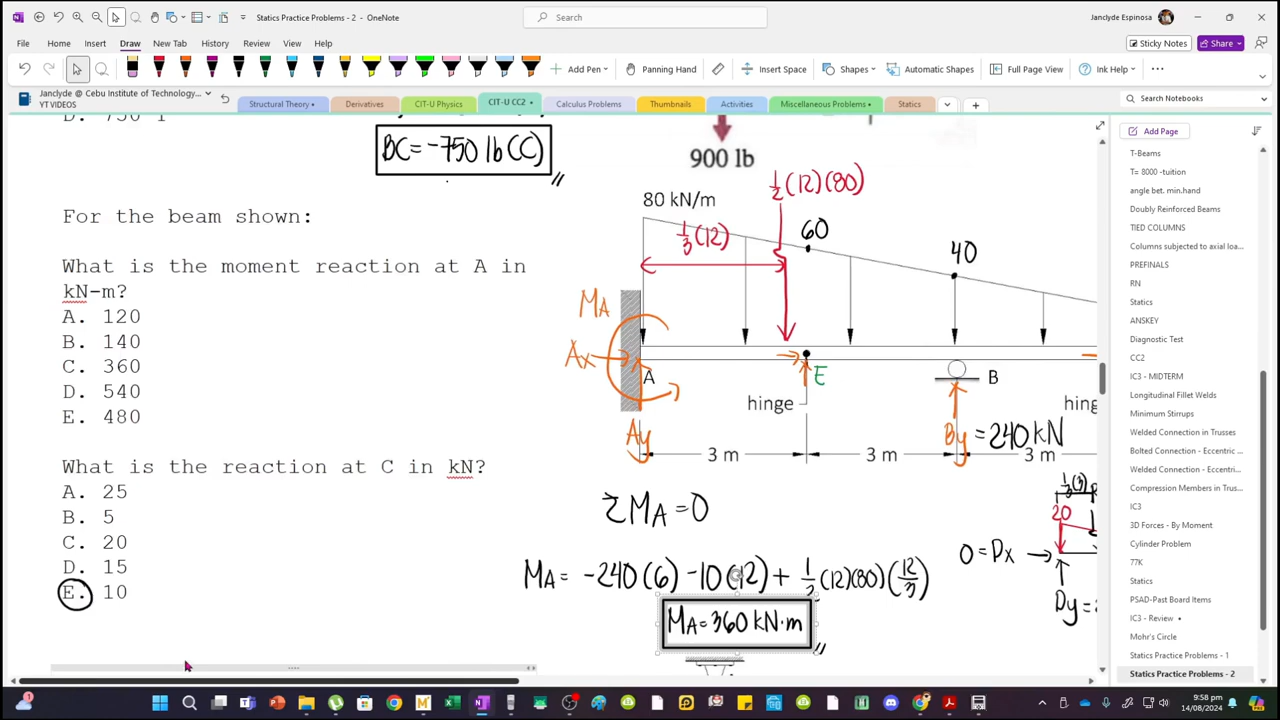 Statics Practice Problems - 2 - OneNote
Search
Janclyde Espinosa
File Home Insert Draw New Tab History Review View Help
Sticky Notes
Share
Add Pen
Panning Hand
Insert Space
Shapes
Automatic Shapes
Full Page View
Ink Help
Janclyde @ Cebu Institute of Technology...
YT VIDEOS
Structural Theory
Derivatives
CIT-U Physics
CIT-U CC2
Calculus Problems
Thumbnails
Activities
Miscellaneous Problems
Statics
Search Notebooks
BC = -750 lb (C)
900 lb
For the beam shown:
What is the moment reaction at A in
kN-m?
A. 120
B. 140
C. 360
D. 540
E. 480
What is the reaction at C in kN?
A. 25
B. 5
C. 20
D. 15
E. 10
½(12)(80)
80 kN/m
⅓(12)
60
40
MA
Ax
A
E
B
hinge
Ay
By = 240 kN
3 m
3 m
3 m
ΣMA = 0
MA = -240(6) -10(12) + ½(12)(80)(12/3)
MA = 360 kN·m
20
0 = Dx
Dy =
Add Page
T-Beams
T= 8000 -tuition
angle bet. min.hand
Doubly Reinforced Beams
TIED COLUMNS
Columns subjected to axial loa...
PREFINALS
RN
Statics
ANSKEY
Diagnostic Test
CC2
IC3 - MIDTERM
Longitudinal Fillet Welds
Minimum Stirrups
Welded Connection in Trusses
Bolted Connection - Eccentric ...
Welded Connection - Eccentri...
Compression Members in Trus...
IC3
3D Forces - By Moment
Cylinder Problem
77K
Statics
PSAD-Past Board Items
IC3 - Review
Mohr's Circle
Statics Practice Problems - 1
Statics Practice Problems - 2
9:58 pm
14/08/2024